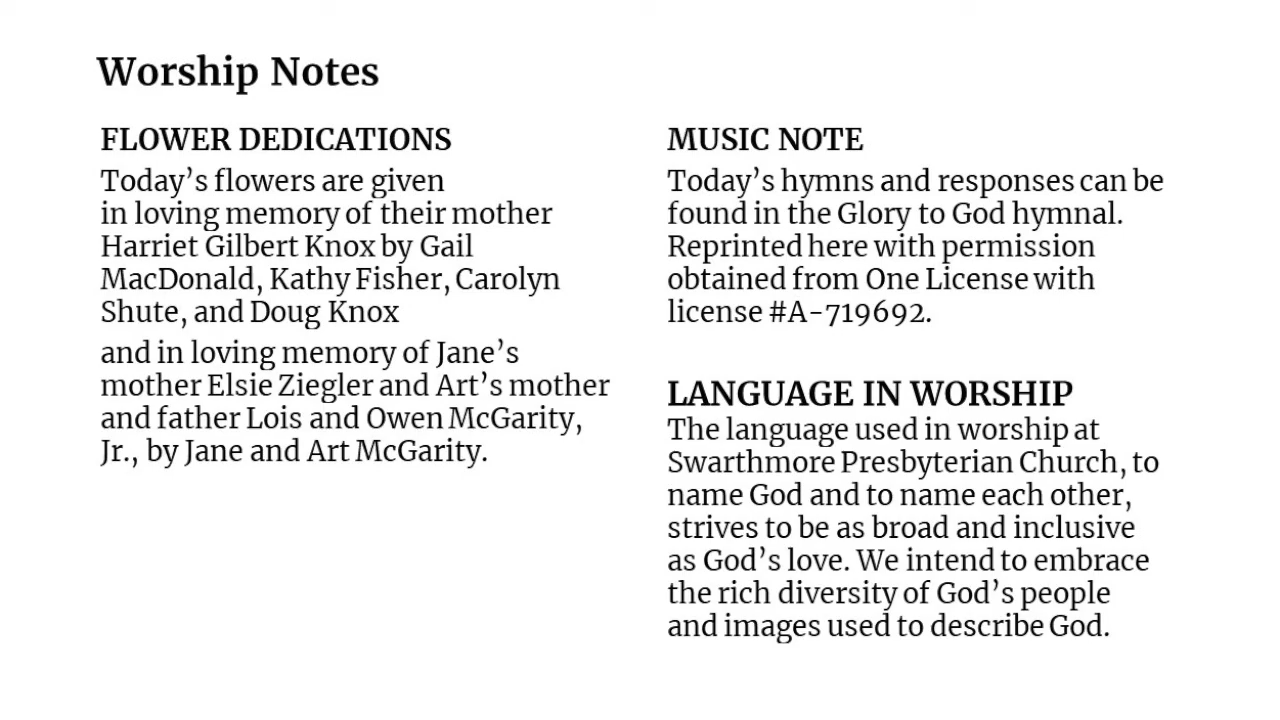 Worship Notes
FLOWER DEDICATIONS
Today’s flowers are given
in loving memory of their mother
Harriet Gilbert Knox by Gail
MacDonald, Kathy Fisher, Carolyn
Shute, and Doug Knox
and in loving memory of Jane’s
mother Elsie Ziegler and Art’s mother
and father Lois and Owen McGarity,
Jr., by Jane and Art McGarity.
MUSIC NOTE
Today’s hymns and responses can be
found in the Glory to God hymnal.
Reprinted here with permission
obtained from One License with
license #A-719692.
LANGUAGE IN WORSHIP
The language used in worship at
Swarthmore Presbyterian Church, to
name God and to name each other,
strives to be as broad and inclusive
as God’s love. We intend to embrace
the rich diversity of God’s people
and images used to describe God.